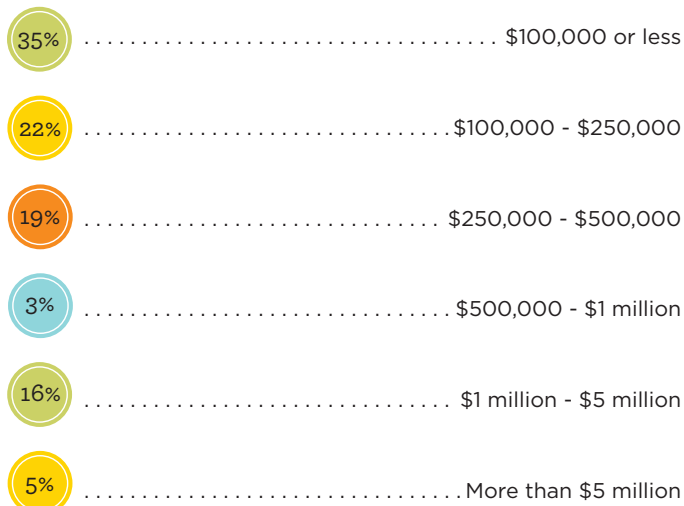 35% . . . . . . . . . . . . . . . . . . . . . . . . . . . . . . . . . . . . . $100,000 or less
22% . . . . . . . . . . . . . . . . . . . . . . . . . . . . . . . . . $100,000 - $250,000
19% . . . . . . . . . . . . . . . . . . . . . . . . . . . . . . . . $250,000 - $500,000
3% . . . . . . . . . . . . . . . . . . . . . . . . . . . . . . . . . $500,000 - $1 million
16% . . . . . . . . . . . . . . . . . . . . . . . . . . . . . . . . . $1 million - $5 million
5% . . . . . . . . . . . . . . . . . . . . . . . . . . . . . . . . . . More than $5 million